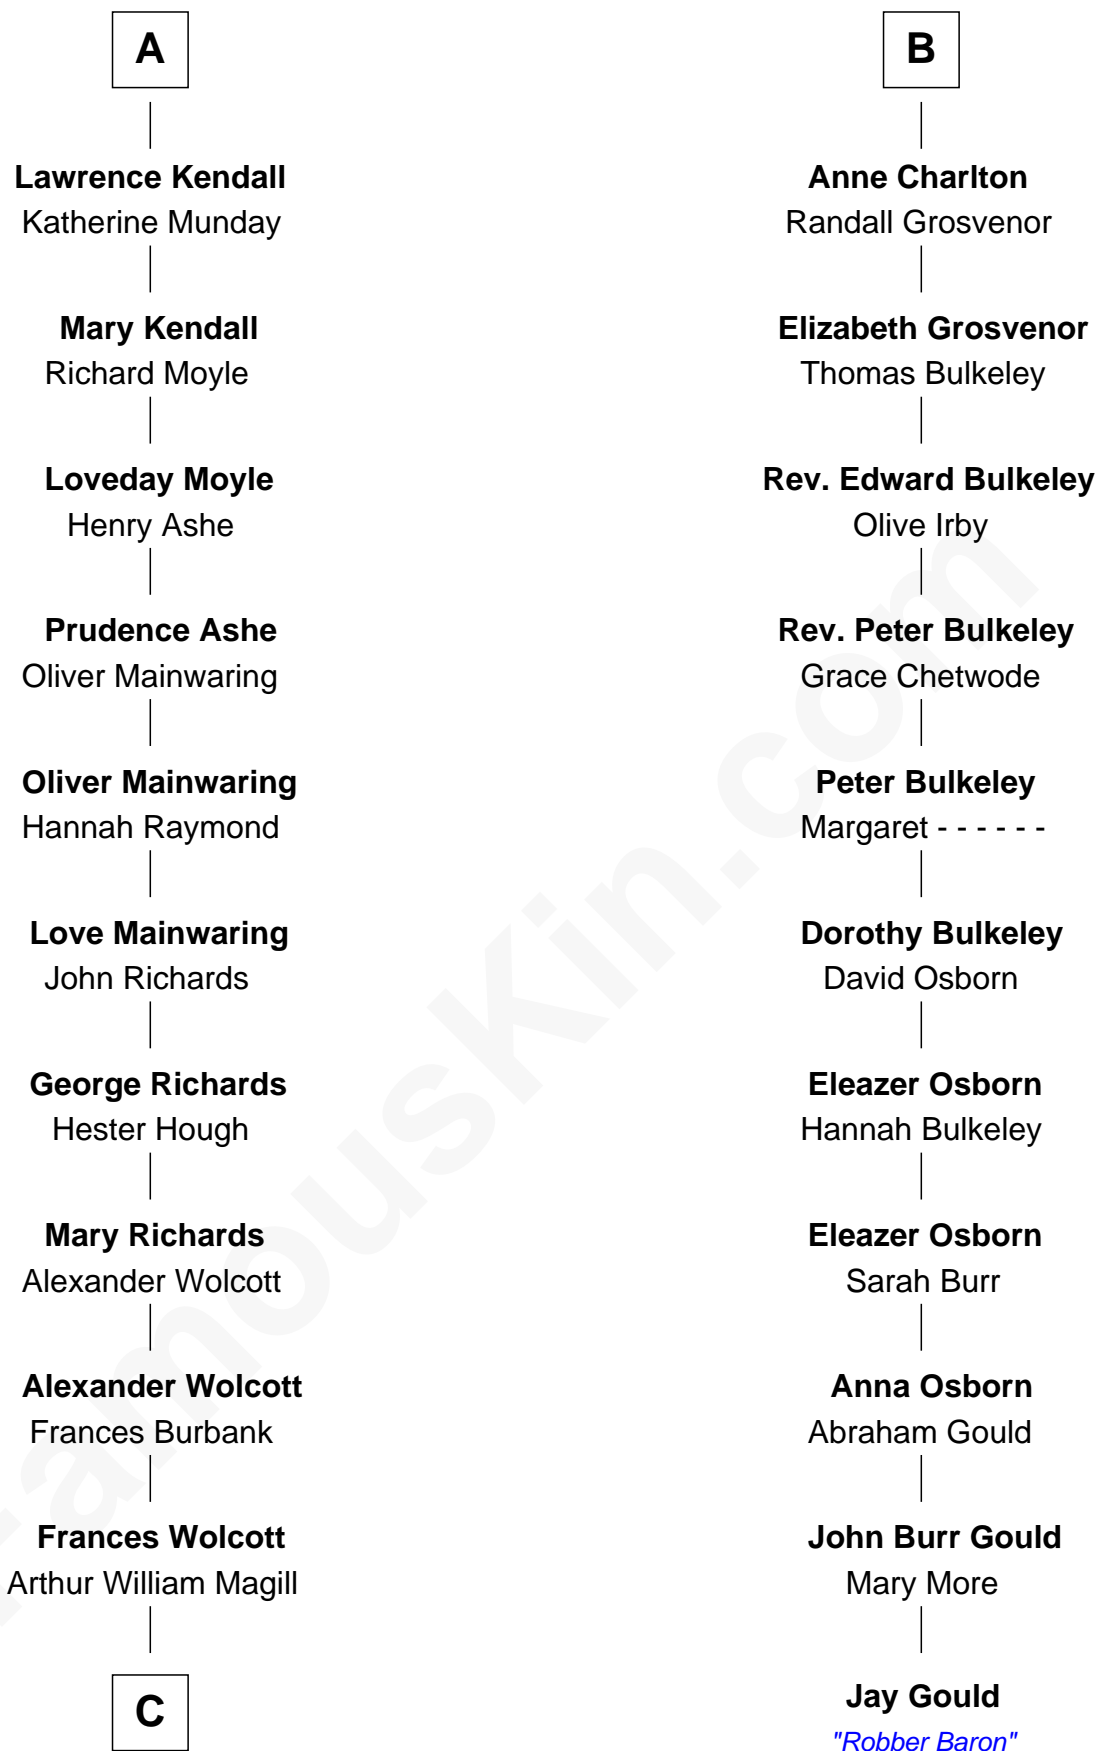 A
Lawrence Kendall
Katherine Munday
Mary Kendall
Richard Moyle
Loveday Moyle
Henry Ashe
Prudence Ashe
Oliver Mainwaring
Oliver Mainwaring
Hannah Raymond
Love Mainwaring
John Richards
George Richards
Hester Hough
Mary Richards
Alexander Wolcott
Alexander Wolcott
Frances Burbank
Frances Wolcott
Arthur William Magill
C
B
Anne Charlton
Randall Grosvenor
Elizabeth Grosvenor
Thomas Bulkeley
Rev. Edward Bulkeley
Olive Irby
Rev. Peter Bulkeley
Grace Chetwode
Peter Bulkeley
Margaret - - - - - -
Dorothy Bulkeley
David Osborn
Eleazer Osborn
Hannah Bulkeley
Eleazer Osborn
Sarah Burr
Anna Osborn
Abraham Gould
John Burr Gould
Mary More
Jay Gould
"Robber Baron"
FamousKin.com